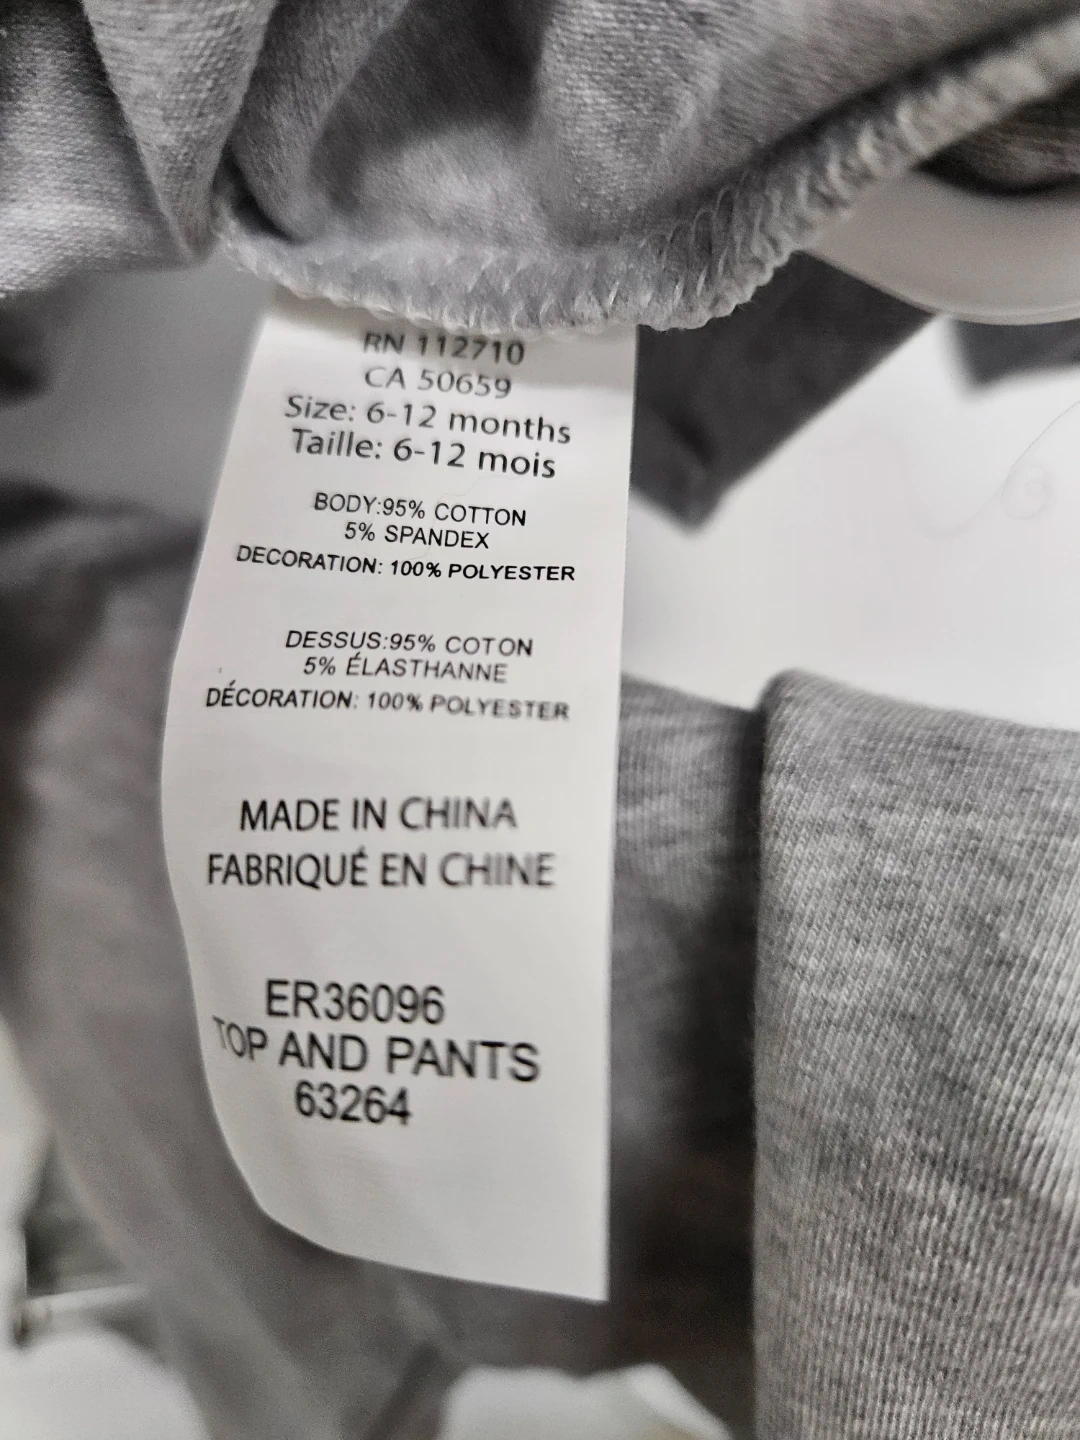 RN 112710
CA 50659
Size: 6-12 months
Taille: 6-12 mois
BODY:95% COTTON
5% SPANDEX
DECORATION: 100% POLYESTER
DESSUS:95% COTON
5% ÉLASTHANNE
DÉCORATION: 100% POLYESTER
MADE IN CHINA
FABRIQUÉ EN CHINE
ER36096
TOP AND PANTS
63264